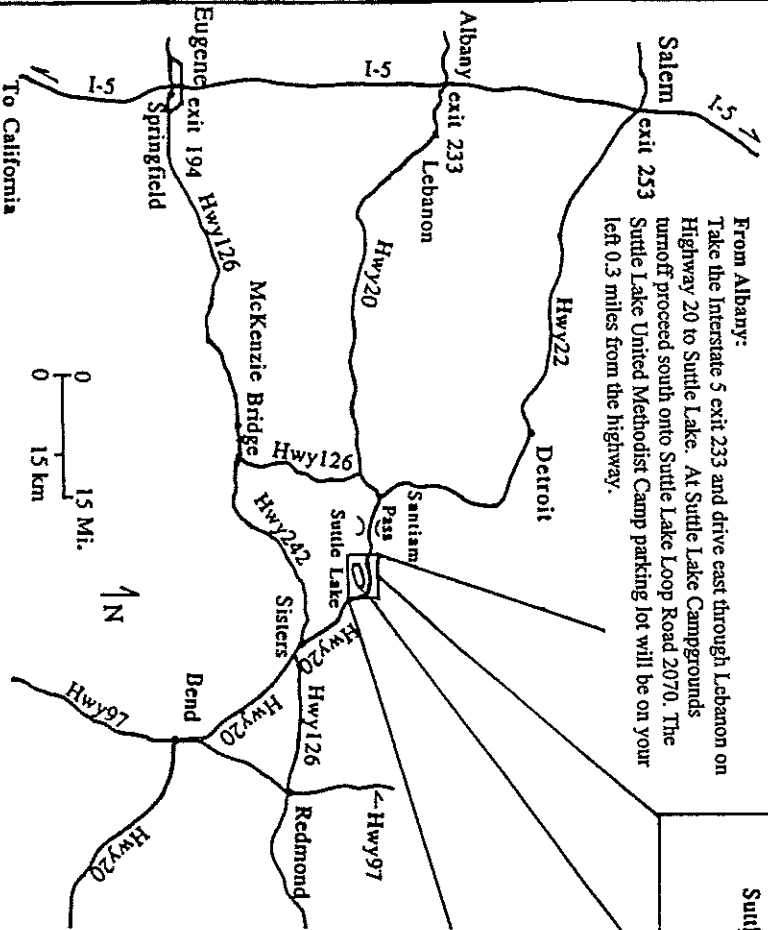 From Albany:
Take the Interstate 5 exit 233 and drive east through Lebanon on
Highway 20 to Suttle Lake. At Suttle Lake Campgrounds
turnoff proceed south onto Suttle Lake Loop Road 2070. The
Suttle Lake United Methodist Camp parking lot will be on your
left 0.3 miles from the highway.
I-5
Salem
exit 253
Hwy22
Detroit
Albany
exit 233
Lebanon
I-5
Hwy20
Santiam
Pass
Suttle Lake
Hwy126
Eugene
exit 194
Springfield
Hwy126
McKenzie Bridge
Hwy242
Sisters
Hwy20
Hwy126
Hwy20
Bend
Hwy97
Redmond
Hwy97
Hwy20
I-5
To California
0 15 Mi.
0 15 km
N